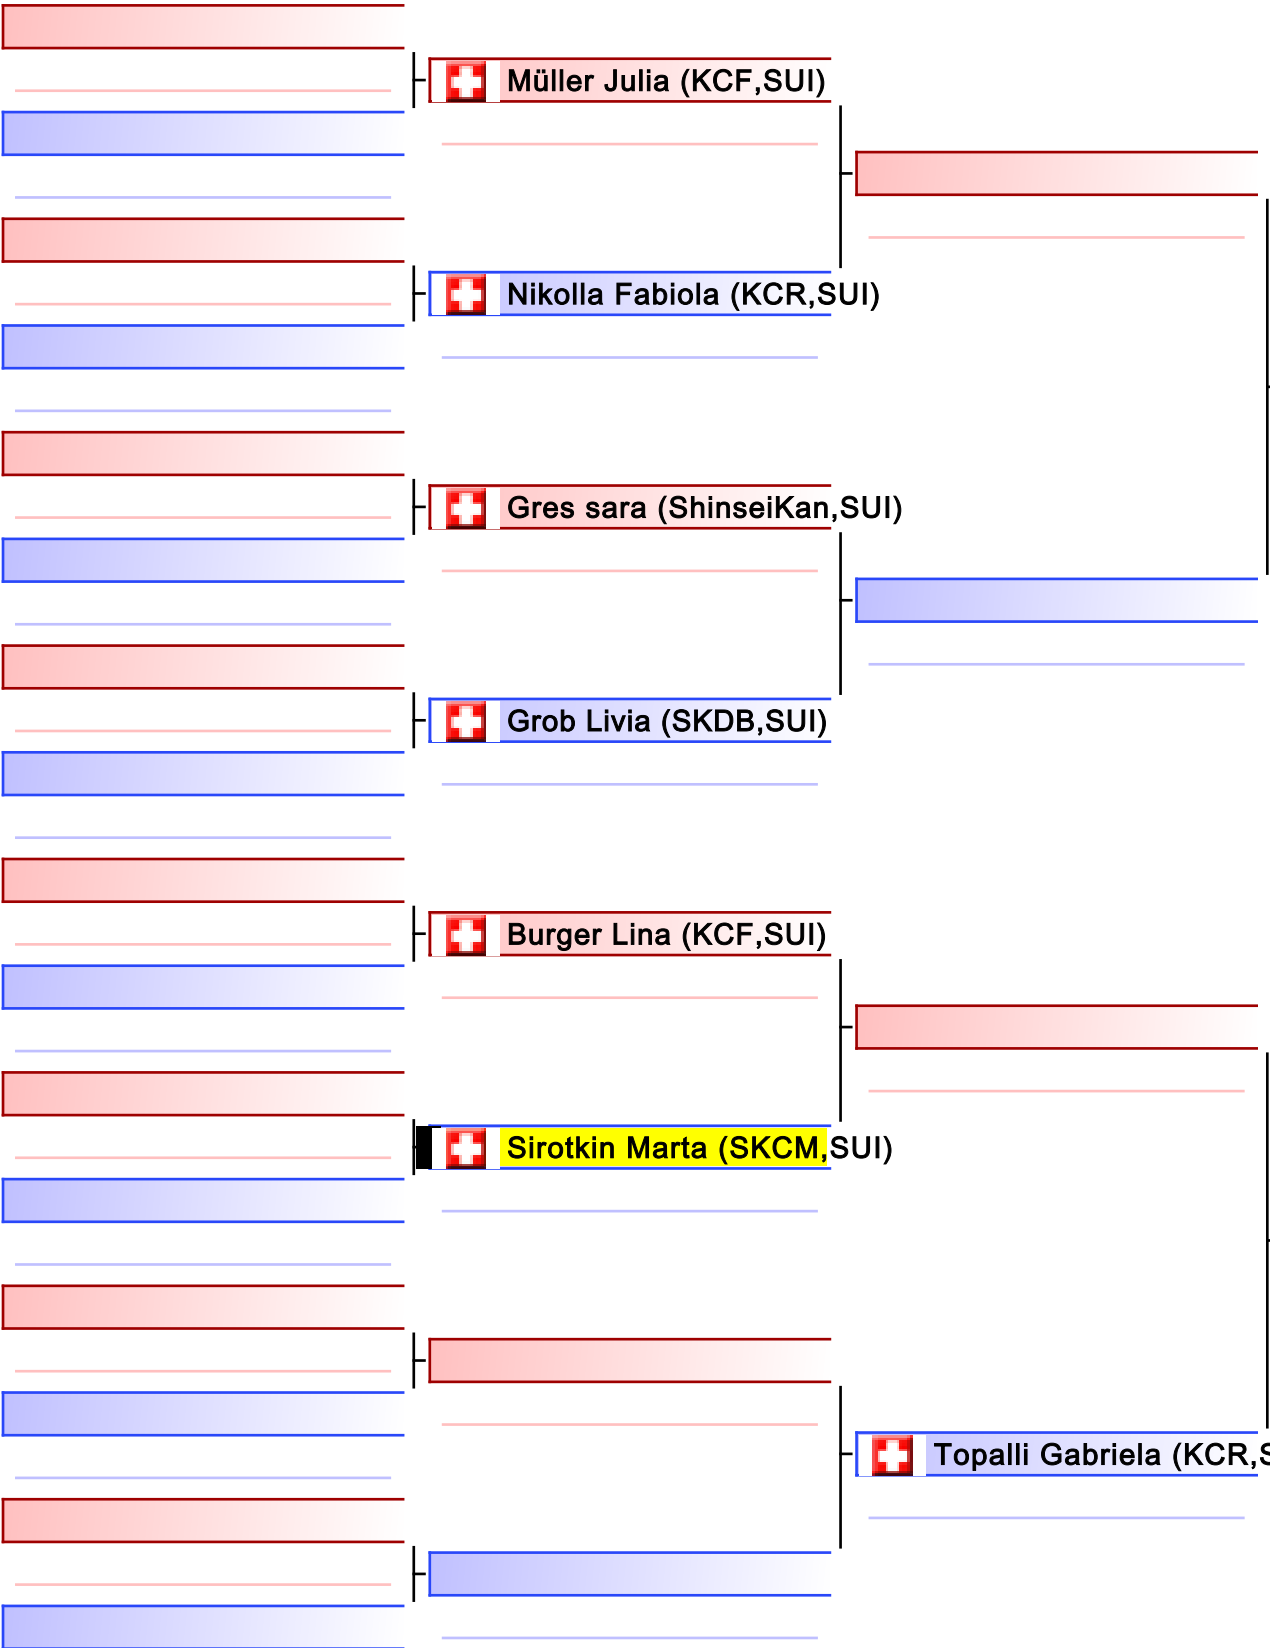 Müller Julia (KCF,SUI)
Nikolla Fabiola (KCR,SUI)
Gres sara (ShinseiKan,SUI)
Grob Livia (SKDB,SUI)
Burger Lina (KCF,SUI)
Sirotkin Marta (SKCM,SUI)
Topalli Gabriela (KCR,S